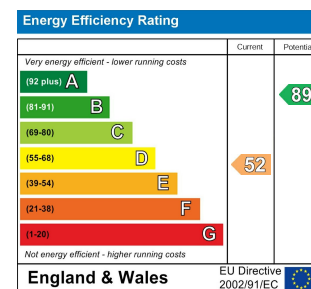 Energy Efficiency Rating
Current Potentia
Very energy efficient - lower running costs
(92 plus) A
(81-91) B
89
(69-80) C
(55-68) D
52
(39-54) E
(21-38) F
(1-20) G
Not energy efficient - higher running costs
England & Wales
EU Directive
2002/91/EC